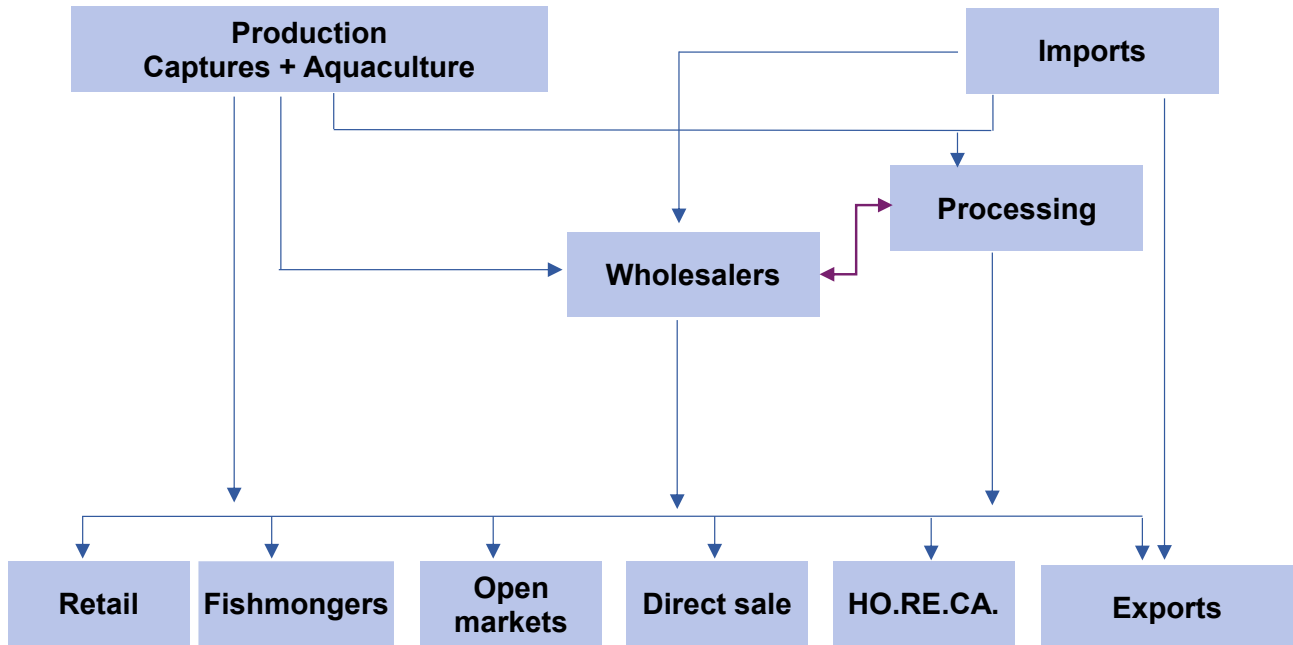 Production
Captures + Aquaculture
Imports
Processing
Wholesalers
Retail
Fishmongers
Open
markets
Direct sale
HO.RE.CA.
Exports